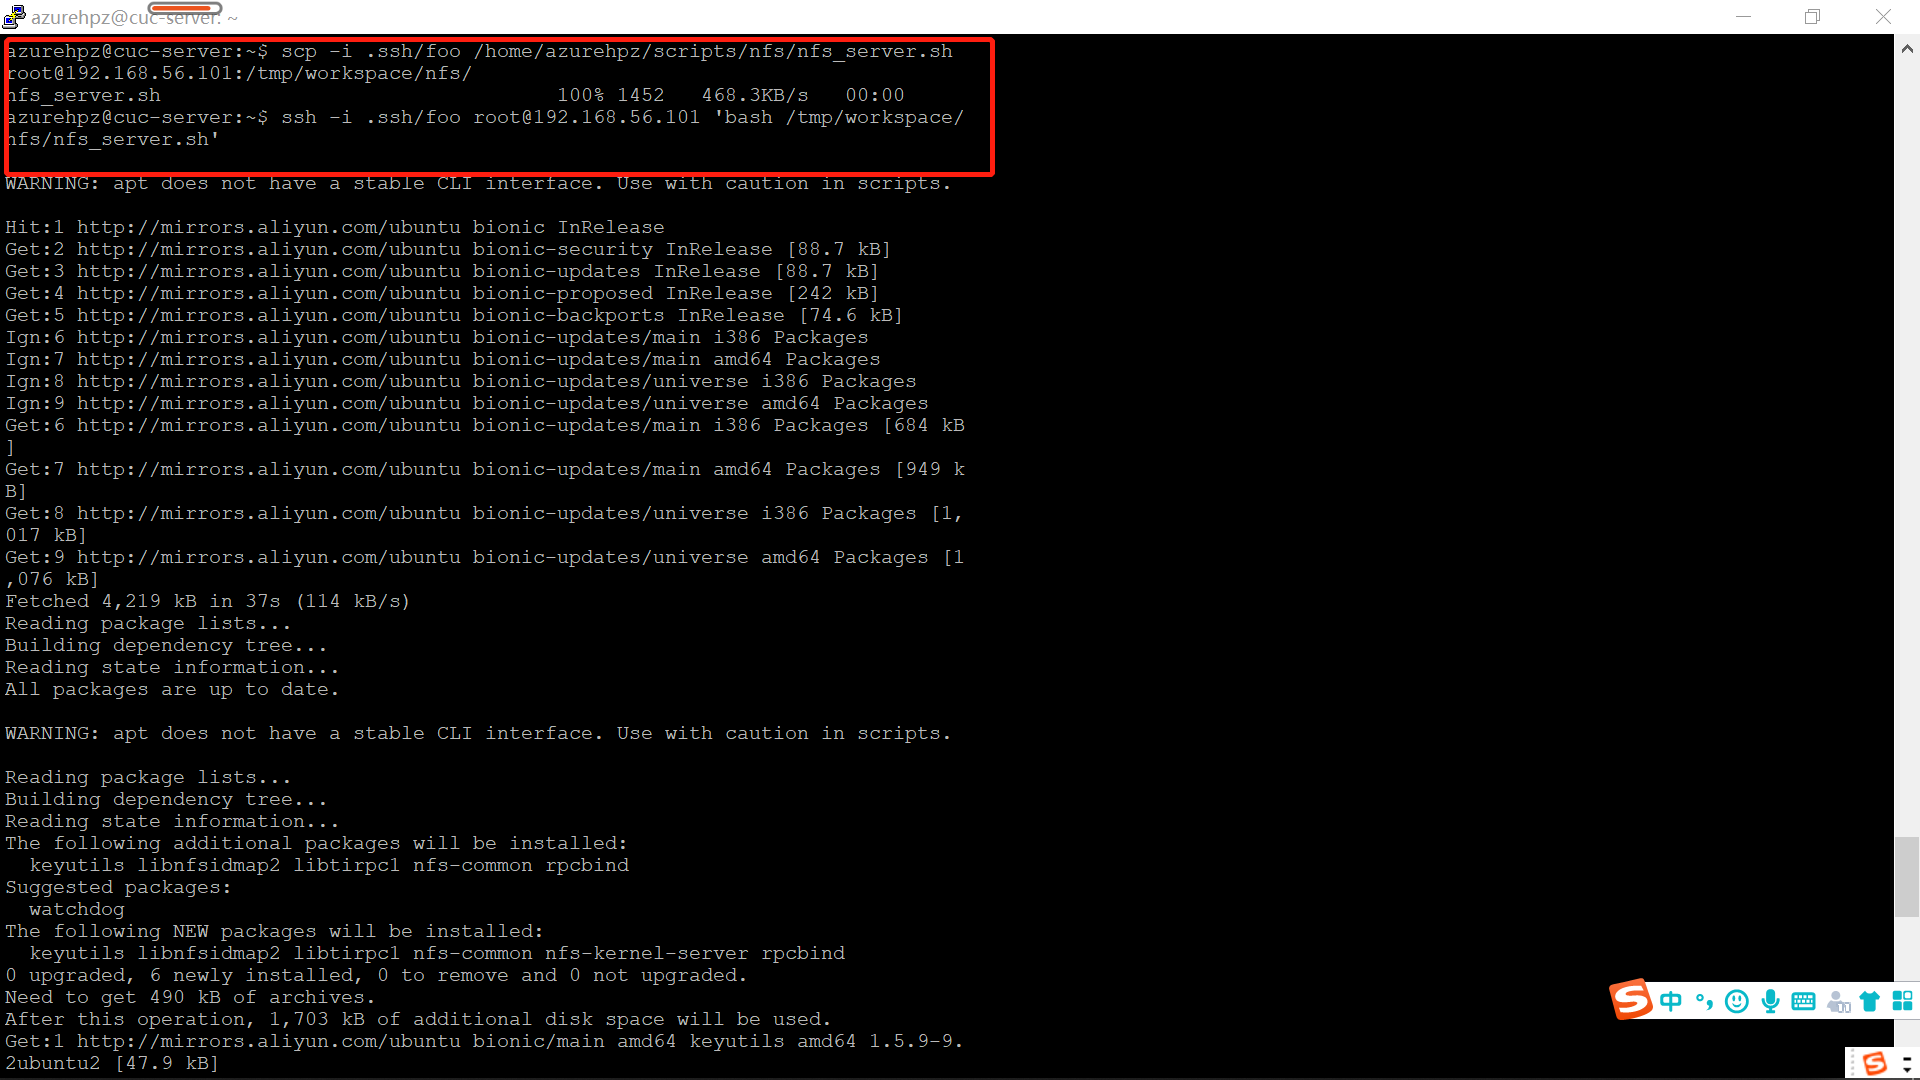 azurehpz@cuc-server: ~
azurehpz@cuc-server:~$ scp -i .ssh/foo /home/azurehpz/scripts/nfs/nfs_server.sh
root@192.168.56.101:/tmp/workspace/nfs/
nfs_server.sh                                 100% 1452   468.3KB/s   00:00
azurehpz@cuc-server:~$ ssh -i .ssh/foo root@192.168.56.101 'bash /tmp/workspace/
nfs/nfs_server.sh'
WARNING: apt does not have a stable CLI interface. Use with caution in scripts.
Hit:1 http://mirrors.aliyun.com/ubuntu bionic InRelease
Get:2 http://mirrors.aliyun.com/ubuntu bionic-security InRelease [88.7 kB]
Get:3 http://mirrors.aliyun.com/ubuntu bionic-updates InRelease [88.7 kB]
Get:4 http://mirrors.aliyun.com/ubuntu bionic-proposed InRelease [242 kB]
Get:5 http://mirrors.aliyun.com/ubuntu bionic-backports InRelease [74.6 kB]
Ign:6 http://mirrors.aliyun.com/ubuntu bionic-updates/main i386 Packages
Ign:7 http://mirrors.aliyun.com/ubuntu bionic-updates/main amd64 Packages
Ign:8 http://mirrors.aliyun.com/ubuntu bionic-updates/universe i386 Packages
Ign:9 http://mirrors.aliyun.com/ubuntu bionic-updates/universe amd64 Packages
Get:6 http://mirrors.aliyun.com/ubuntu bionic-updates/main i386 Packages [684 kB
]
Get:7 http://mirrors.aliyun.com/ubuntu bionic-updates/main amd64 Packages [949 k
B]
Get:8 http://mirrors.aliyun.com/ubuntu bionic-updates/universe i386 Packages [1,
017 kB]
Get:9 http://mirrors.aliyun.com/ubuntu bionic-updates/universe amd64 Packages [1
,076 kB]
Fetched 4,219 kB in 37s (114 kB/s)
Reading package lists...
Building dependency tree...
Reading state information...
All packages are up to date.
WARNING: apt does not have a stable CLI interface. Use with caution in scripts.
Reading package lists...
Building dependency tree...
Reading state information...
The following additional packages will be installed:
  keyutils libnfsidmap2 libtirpc1 nfs-common rpcbind
Suggested packages:
  watchdog
The following NEW packages will be installed:
  keyutils libnfsidmap2 libtirpc1 nfs-common nfs-kernel-server rpcbind
0 upgraded, 6 newly installed, 0 to remove and 0 not upgraded.
Need to get 490 kB of archives.
After this operation, 1,703 kB of additional disk space will be used.
Get:1 http://mirrors.aliyun.com/ubuntu bionic/main amd64 keyutils amd64 1.5.9-9.
2ubuntu2 [47.9 kB]
S 中 °,
S